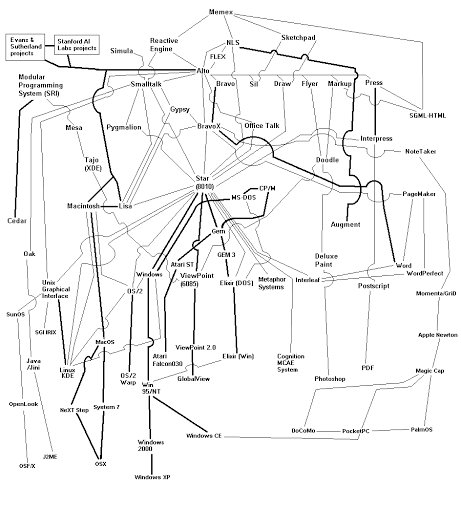 Memex
Evans &
Sutherland
projects
Stanford AI
Labs projects
Simula
Reactive
Engine
NLS
Sketchpad
FLEX
Alto
Modular
Programming
System (SRI)
Smalltalk
Bravo
Sil
Draw
Flyer
Markup
Press
SGML-HTML
Gypsy
Mesa
Pygmalion
BravoX
Office Talk
Interpress
NoteTaker
Tajo
(XDE)
Doodle
Star
(8010)
CP/M
MS-DOS
PageMaker
Macintosh
Lisa
Cedar
Gem
Augment
Oak
GEM 3
Deluxe
Paint
Atari ST
Word
WordPerfect
Windows
ViewPoint
(6085)
Elixir (DOS)
Metaphor
Systems
Interleaf
Postscript
Unix
Graphical
Interface
OS/2
Momenta/GriD
SunOS
SGI IRIX
MacOS
Apple Newton
ViewPoint 2.0
Java
/Jini
Linux
KDE
OS/2
Warp
Atari
Falcon030
Elixir (Win)
Cognition
MCAE
System
PDF
Magic Cap
Win
95/NT
GlobalView
Photoshop
OpenLook
NeXT Step
System 7
DoCoMo
PocketPC
PalmOS
Windows
2000
Windows CE
OSF/X
J2ME
OSX
Windows XP